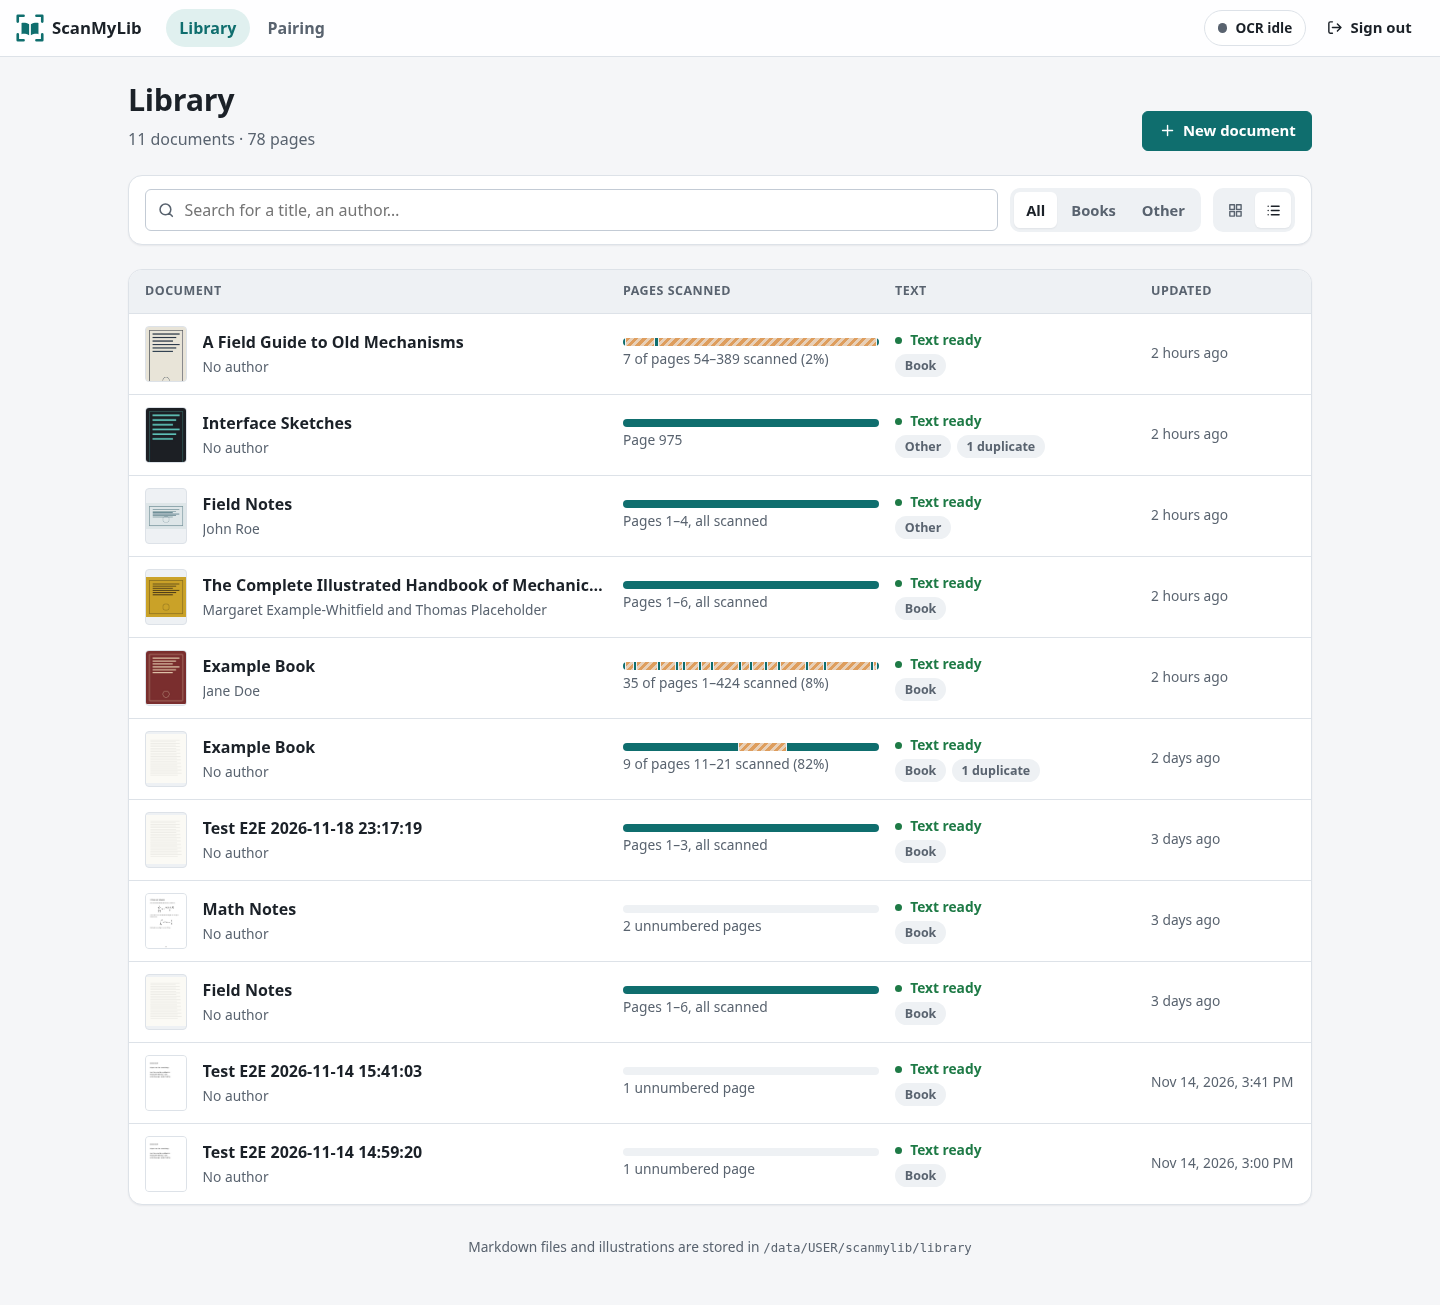 ScanMyLib
Library
Pairing
OCR idle
Sign out
Library
11 documents · 78 pages
New document
Search for a title, an author...
All
Books
Other
DOCUMENT
PAGES SCANNED
TEXT
UPDATED
A Field Guide to Old Mechanisms
No author
7 of pages 54–389 scanned (2%)
Text ready
Book
2 hours ago
Interface Sketches
No author
Page 975
Text ready
Other
1 duplicate
2 hours ago
Field Notes
John Roe
Pages 1–4, all scanned
Text ready
Other
2 hours ago
The Complete Illustrated Handbook of Mechanic...
Margaret Example-Whitfield and Thomas Placeholder
Pages 1–6, all scanned
Text ready
Book
2 hours ago
Example Book
Jane Doe
35 of pages 1–424 scanned (8%)
Text ready
Book
2 hours ago
Example Book
No author
9 of pages 11–21 scanned (82%)
Text ready
Book
1 duplicate
2 days ago
Test E2E 2026-11-18 23:17:19
No author
Pages 1–3, all scanned
Text ready
Book
3 days ago
Math Notes
No author
2 unnumbered pages
Text ready
Book
3 days ago
Field Notes
No author
Pages 1–6, all scanned
Text ready
Book
3 days ago
Test E2E 2026-11-14 15:41:03
No author
1 unnumbered page
Text ready
Book
Nov 14, 2026, 3:41 PM
Test E2E 2026-11-14 14:59:20
No author
1 unnumbered page
Text ready
Book
Nov 14, 2026, 3:00 PM
Markdown files and illustrations are stored in /data/USER/scanmylib/library